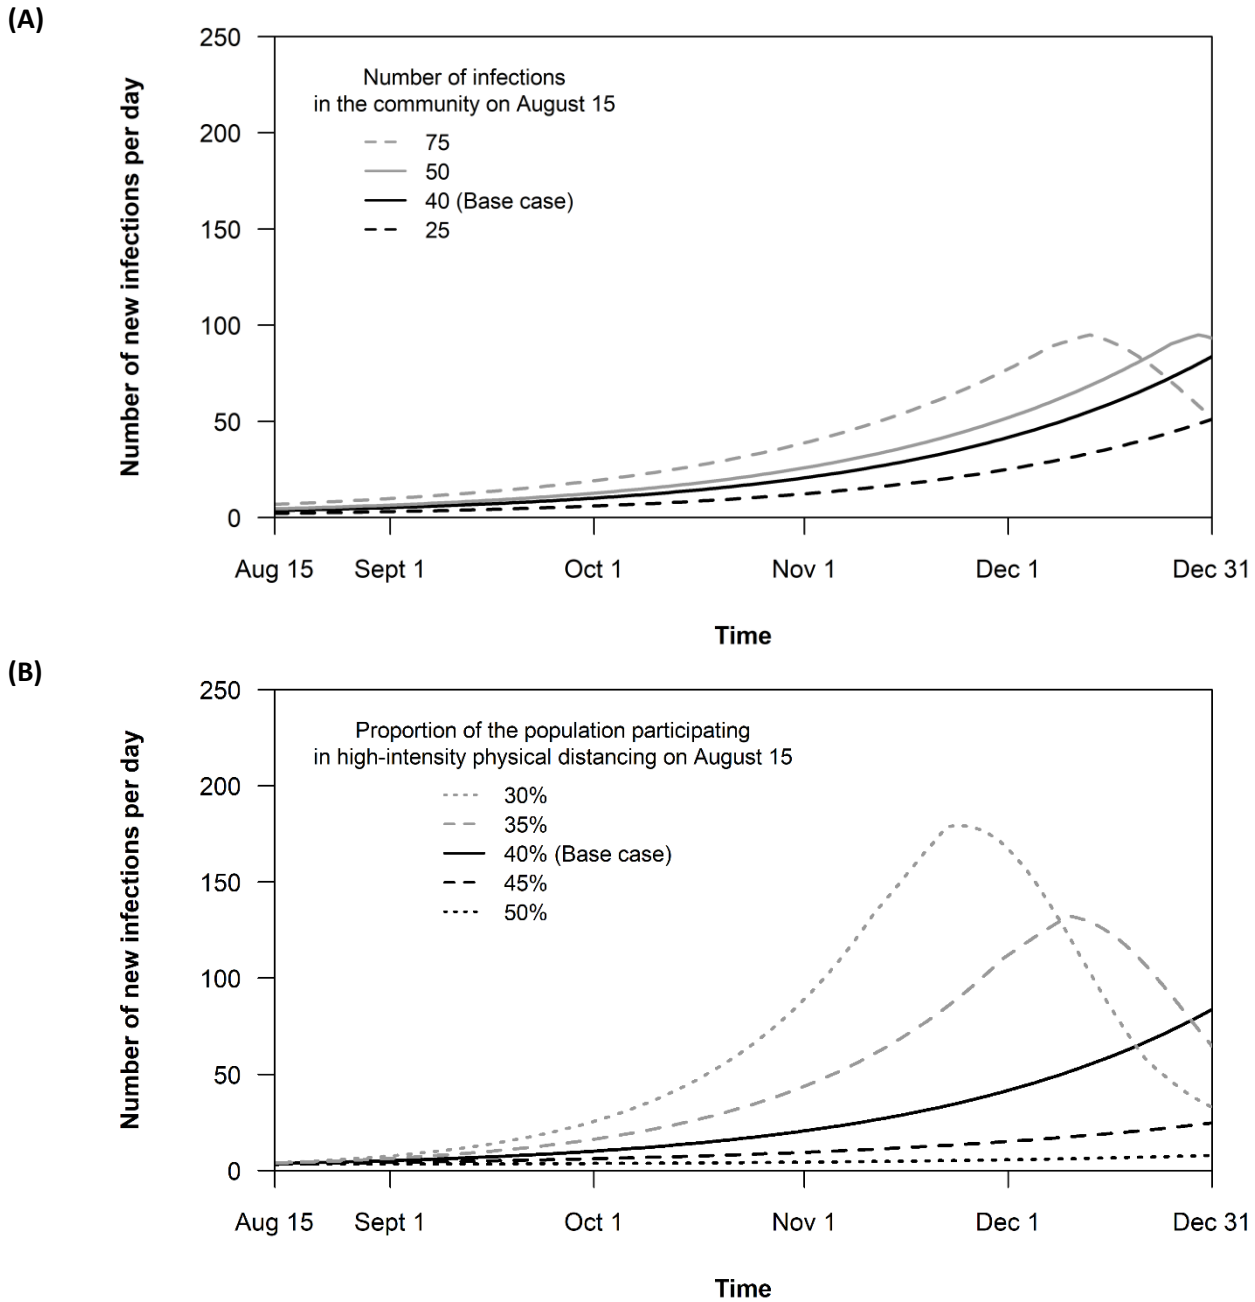 (A)
Number of new infections per day
250
200
150
100
50
0
Number of infections
in the community on August 15
75
50
40 (Base case)
25
Aug 15
Sept 1
Oct 1
Nov 1
Dec 1
Dec 31
Time
(B)
Number of new infections per day
250
200
150
100
50
0
Proportion of the population participating
in high-intensity physical distancing on August 15
30%
35%
40% (Base case)
45%
50%
Aug 15
Sept 1
Oct 1
Nov 1
Dec 1
Dec 31
Time